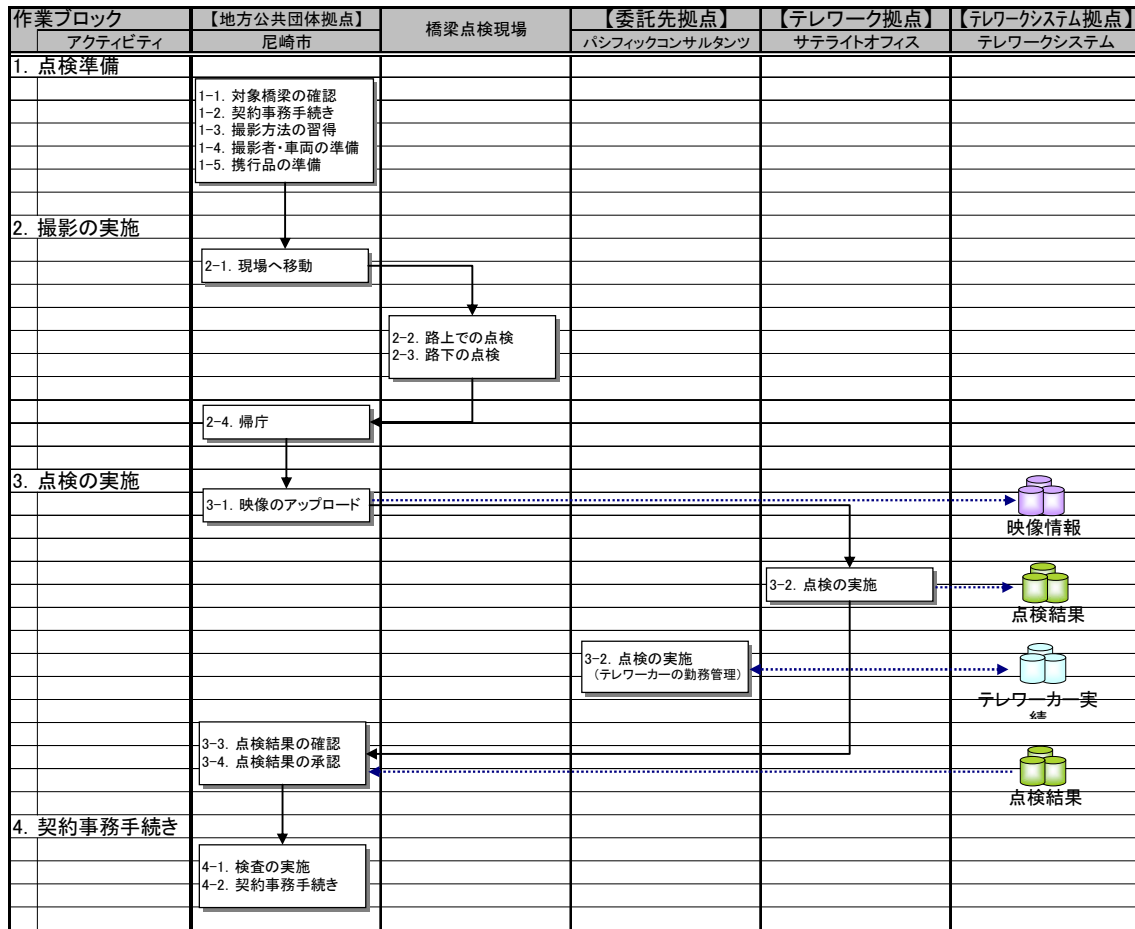 作業ブロック
【地方公共団体拠点】
橋梁点検現場
【委託先拠点】
【テレワーク拠点】
【テレワークシステム拠点】
アクティビティ
尼崎市
パシフィックコンサルタンツ
サテライトオフィス
テレワークシステム
1. 点検準備
1-1. 対象橋梁の確認
1-2. 契約事務手続き
1-3. 撮影方法の習得
1-4. 撮影者・車両の準備
1-5. 携行品の準備
2. 撮影の実施
2-1. 現場へ移動
2-2. 路上での点検
2-3. 路下の点検
2-4. 帰庁
3. 点検の実施
3-1. 映像のアップロード
映像情報
3-2. 点検の実施
点検結果
3-2. 点検の実施
（テレワーカーの勤務管理）
テレワーカー実
績
3-3. 点検結果の確認
3-4. 点検結果の承認
点検結果
4. 契約事務手続き
4-1. 検査の実施
4-2. 契約事務手続き